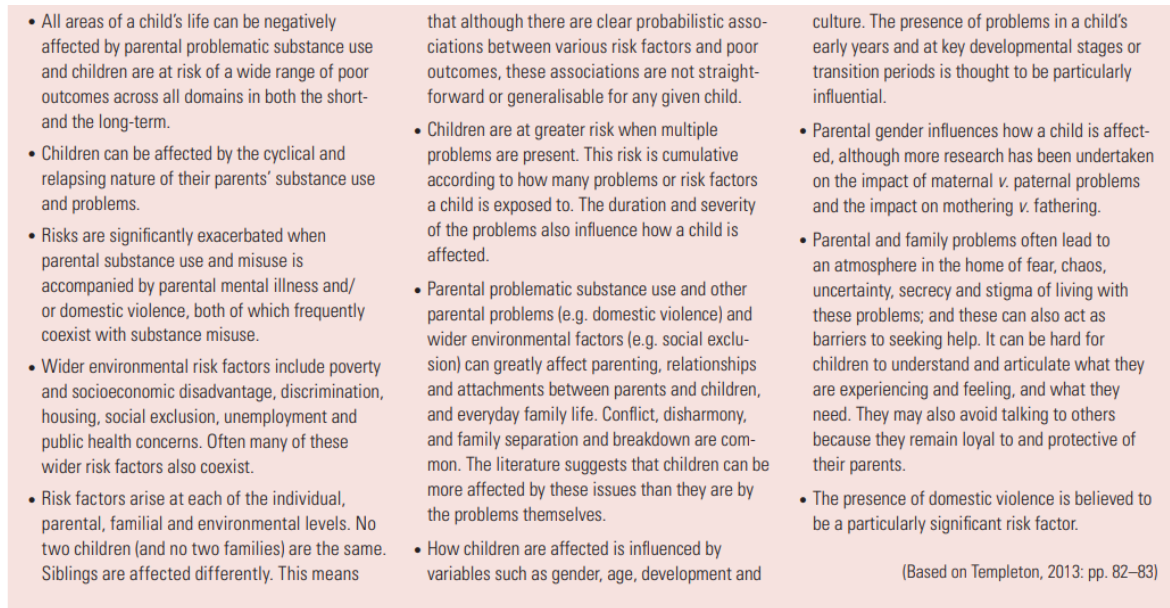 • All areas of a child's life can be negatively
affected by parental problematic substance use
and children are at risk of a wide range of poor
outcomes across all domains in both the short-
and the long-term.
• Children can be affected by the cyclical and
relapsing nature of their parents' substance use
and problems.
• Risks are significantly exacerbated when
parental substance use and misuse is
accompanied by parental mental illness and/
or domestic violence, both of which frequently
coexist with substance misuse.
• Wider environmental risk factors include poverty
and socioeconomic disadvantage, discrimination,
housing, social exclusion, unemployment and
public health concerns. Often many of these
wider risk factors also coexist.
• Risk factors arise at each of the individual,
parental, familial and environmental levels. No
two children (and no two families) are the same.
Siblings are affected differently. This means
that although there are clear probabilistic asso-
ciations between various risk factors and poor
outcomes, these associations are not straight-
forward or generalisable for any given child.
• Children are at greater risk when multiple
problems are present. This risk is cumulative
according to how many problems or risk factors
a child is exposed to. The duration and severity
of the problems also influence how a child is
affected.
• Parental problematic substance use and other
parental problems (e.g. domestic violence) and
wider environmental factors (e.g. social exclu-
sion) can greatly affect parenting, relationships
and attachments between parents and children,
and everyday family life. Conflict, disharmony,
and family separation and breakdown are com-
mon. The literature suggests that children can be
more affected by these issues than they are by
the problems themselves.
• How children are affected is influenced by
variables such as gender, age, development and
culture. The presence of problems in a child's
early years and at key developmental stages or
transition periods is thought to be particularly
influential.
• Parental gender influences how a child is affect-
ed, although more research has been undertaken
on the impact of maternal v. paternal problems
and the impact on mothering v. fathering.
• Parental and family problems often lead to
an atmosphere in the home of fear, chaos,
uncertainty, secrecy and stigma of living with
these problems; and these can also act as
barriers to seeking help. It can be hard for
children to understand and articulate what they
are experiencing and feeling, and what they
need. They may also avoid talking to others
because they remain loyal to and protective of
their parents.
• The presence of domestic violence is believed to
be a particularly significant risk factor.
(Based on Templeton, 2013: pp. 82–83)